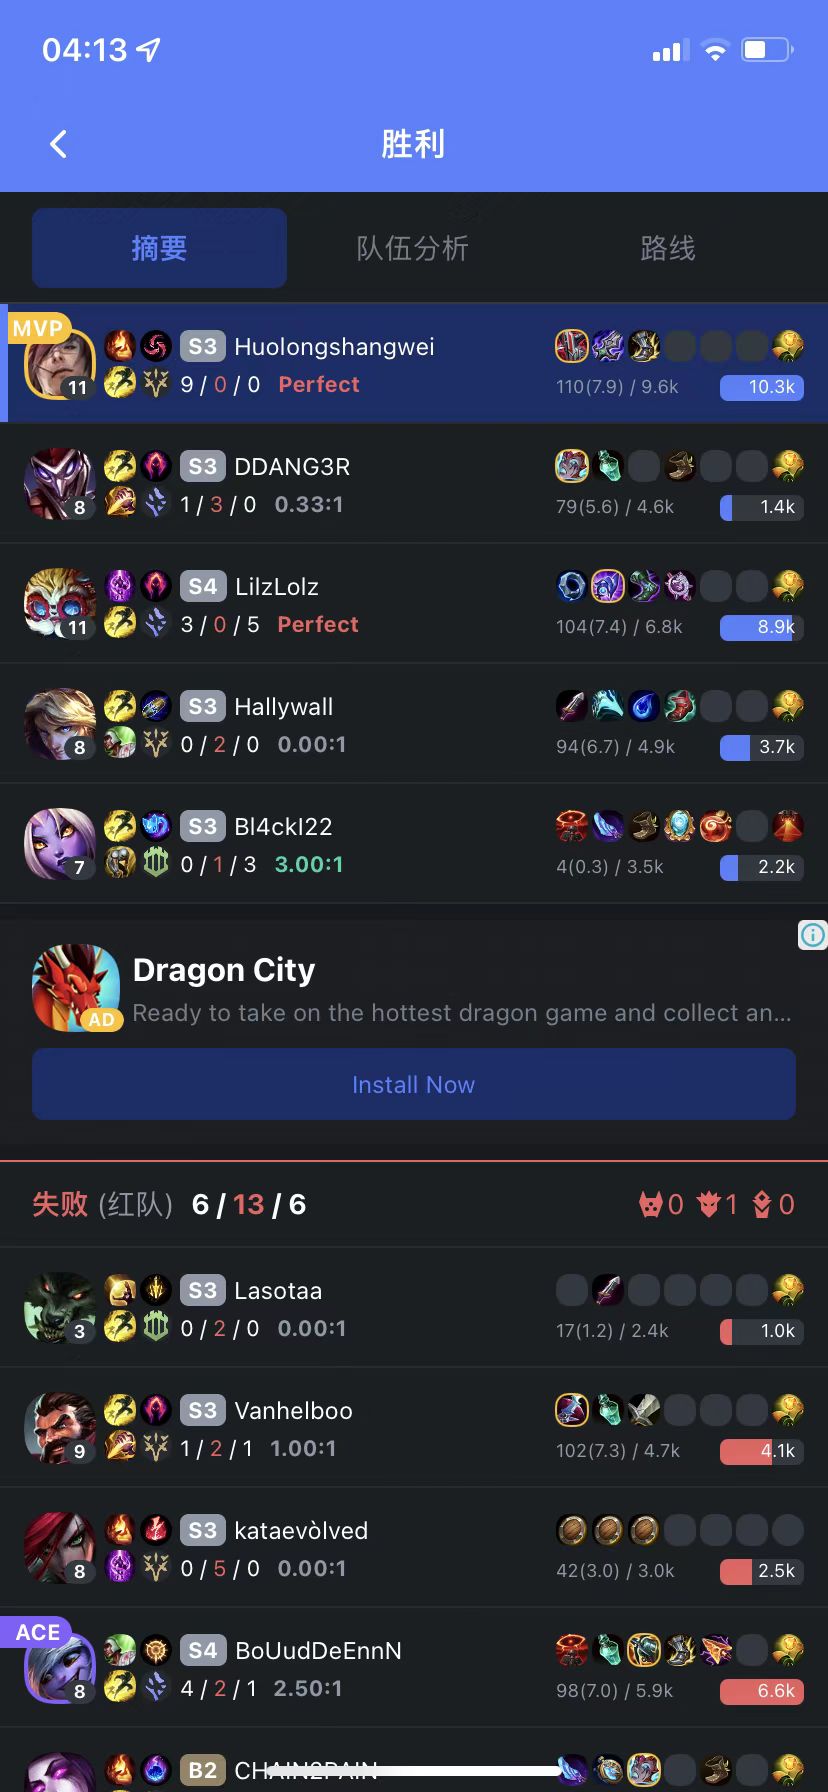 04:13
胜利
摘要 队伍分析 路线
MVP
S3 Huolongshangwei
11 9 / 0 / 0 Perfect 110(7.9) / 9.6k 10.3k
S3 DDANG3R
8 1 / 3 / 0 0.33:1 79(5.6) / 4.6k 1.4k
S4 LilzLolz
11 3 / 0 / 5 Perfect 104(7.4) / 6.8k 8.9k
S3 Hallywall
8 0 / 2 / 0 0.00:1 94(6.7) / 4.9k 3.7k
S3 Bl4ckI22
7 0 / 1 / 3 3.00:1 4(0.3) / 3.5k 2.2k
Dragon City
AD Ready to take on the hottest dragon game and collect an...
Install Now
失败 (红队) 6 / 13 / 6 0 1 0
S3 Lasotaa
3 0 / 2 / 0 0.00:1 17(1.2) / 2.4k 1.0k
S3 Vanhelboo
9 1 / 2 / 1 1.00:1 102(7.3) / 4.7k 4.1k
S3 kataevòlved
8 0 / 5 / 0 0.00:1 42(3.0) / 3.0k 2.5k
ACE
S4 BoUudDeEnnN
8 4 / 2 / 1 2.50:1 98(7.0) / 5.9k 6.6k
B2 CHAIN2PAIN